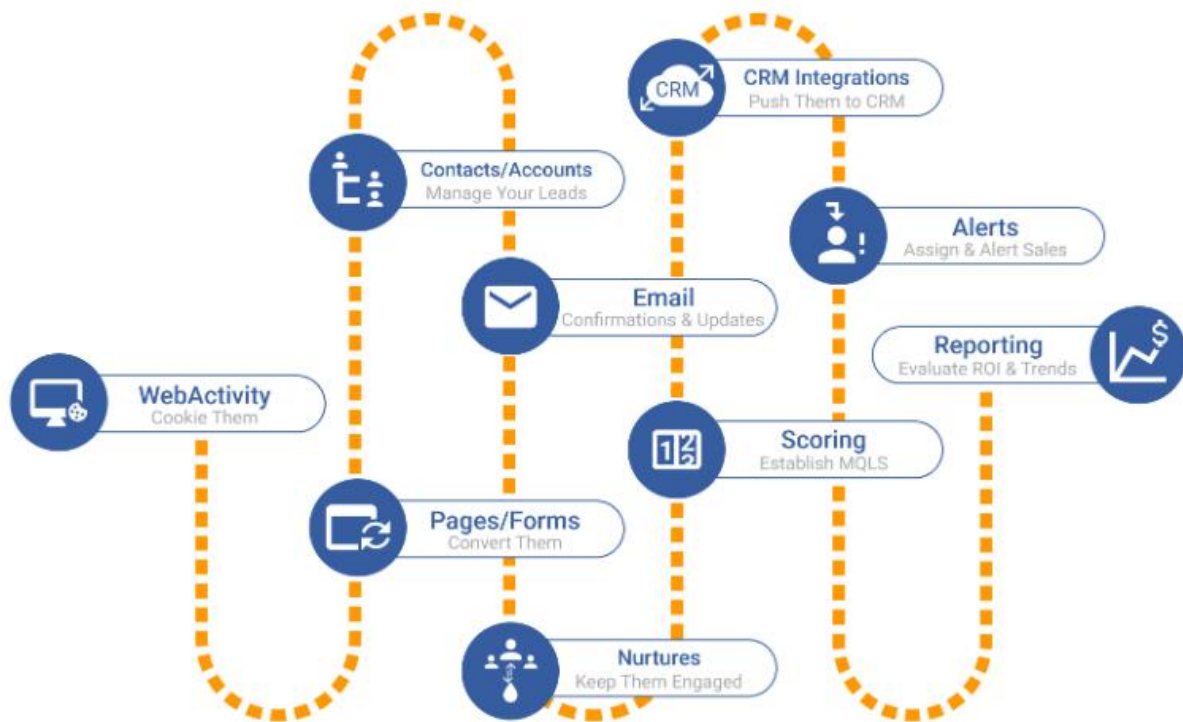 WebActivity
Cookie Them
Pages/Forms
Convert Them
Contacts/Accounts
Manage Your Leads
Email
Confirmations & Updates
Nurtures
Keep Them Engaged
12
Scoring
Establish MQLS
CRM
CRM Integrations
Push Them to CRM
!
Alerts
Assign & Alert Sales
Reporting
Evaluate ROI & Trends
$